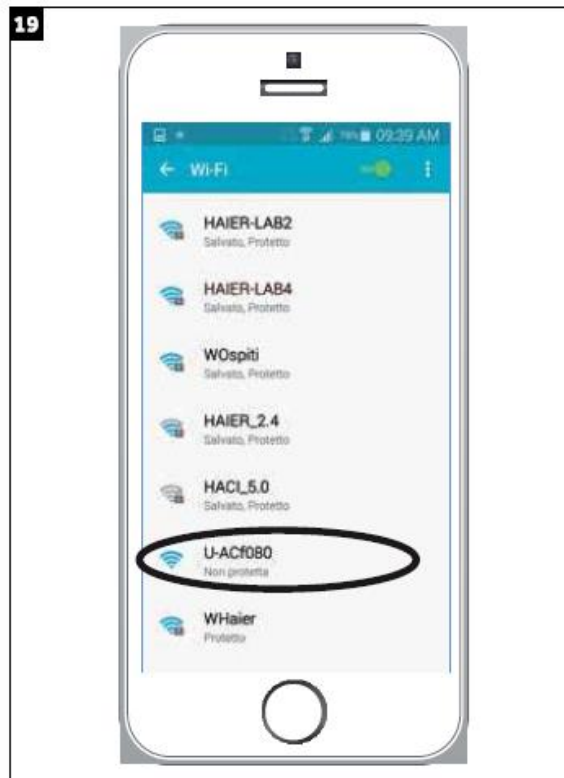 19
09:39 AM
Wi-Fi
HAIER-LAB2
Salvato, Protetto
HAIER-LAB4
Salvato, Protetto
WOspiti
Salvato, Protetto
HAIER_2.4
Salvato, Protetto
HACI_5.0
Salvato, Protetto
U-ACf080
Non protetta
WHaier
Protetto